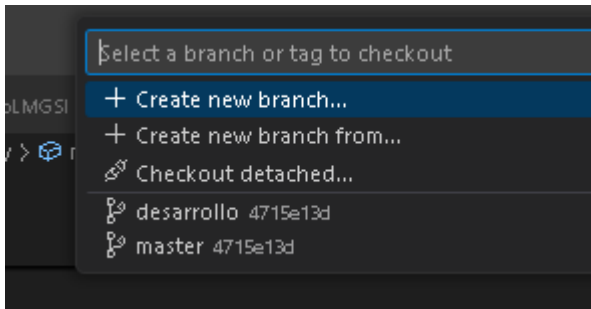 Select a branch or tag to checkout
Create new branch...
Create new branch from...
Checkout detached...
desarrollo 4715e13d
master 4715e13d